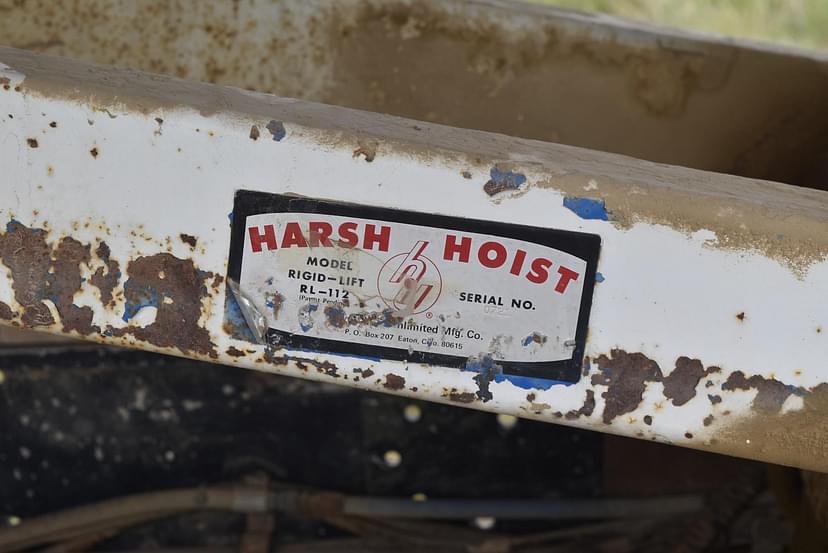 HARSH HOIST
MODEL
RIGID-LIFT
RL-112
SERIAL NO.
Unlimited Mfg. Co.
P. O. Box 207 Eaton, Colo. 80615